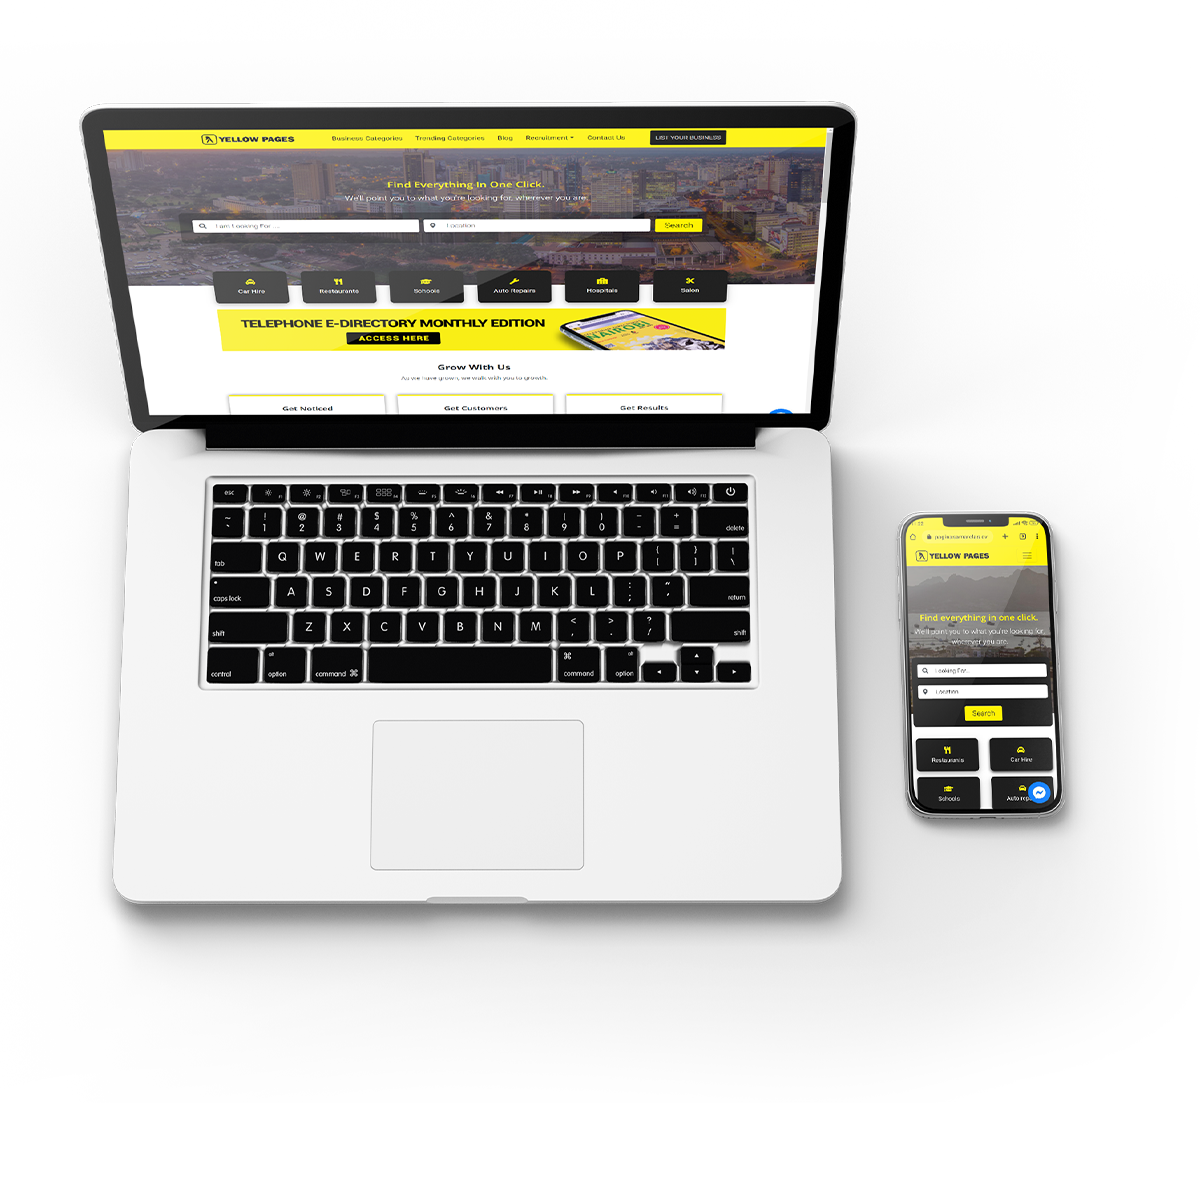 YELLOW PAGES
Business Categories Trending Categories Blog Recruitment Contact Us LIST YOUR BUSINESS
Find Everything In One Click.
We'll point you to what you're looking for, wherever you are.
I am Looking For.... Location Search
Car Hire Restaurants Schools Auto Repairs Hospitals Salon
TELEPHONE E-DIRECTORY MONTHLY EDITION
ACCESS HERE
NAIROBI
Grow With Us
As we have grown, we walk with you to growth.
Get Noticed Get Customers Get Results
esc F1 F2 F3 F4 F5 F6 F7 F8 F9 F10 F11 F12
~ ! @ # $ % ^ & * ( ) _ +
` 1 2 3 4 5 6 7 8 9 0 - = delete
tab Q W E R T Y U I O P { [ } ] | \
caps lock A S D F G H J K L : ; " ' return
shift Z X C V B N M < , > . ? / shift
control alt option command ⌘ ⌘ command alt option
YELLOW PAGES
Find everything in one click.
We'll point you to what you're looking for,
wherever you are.
Looking For...
Location
Search
Restaurants Car Hire
Schools Auto rep